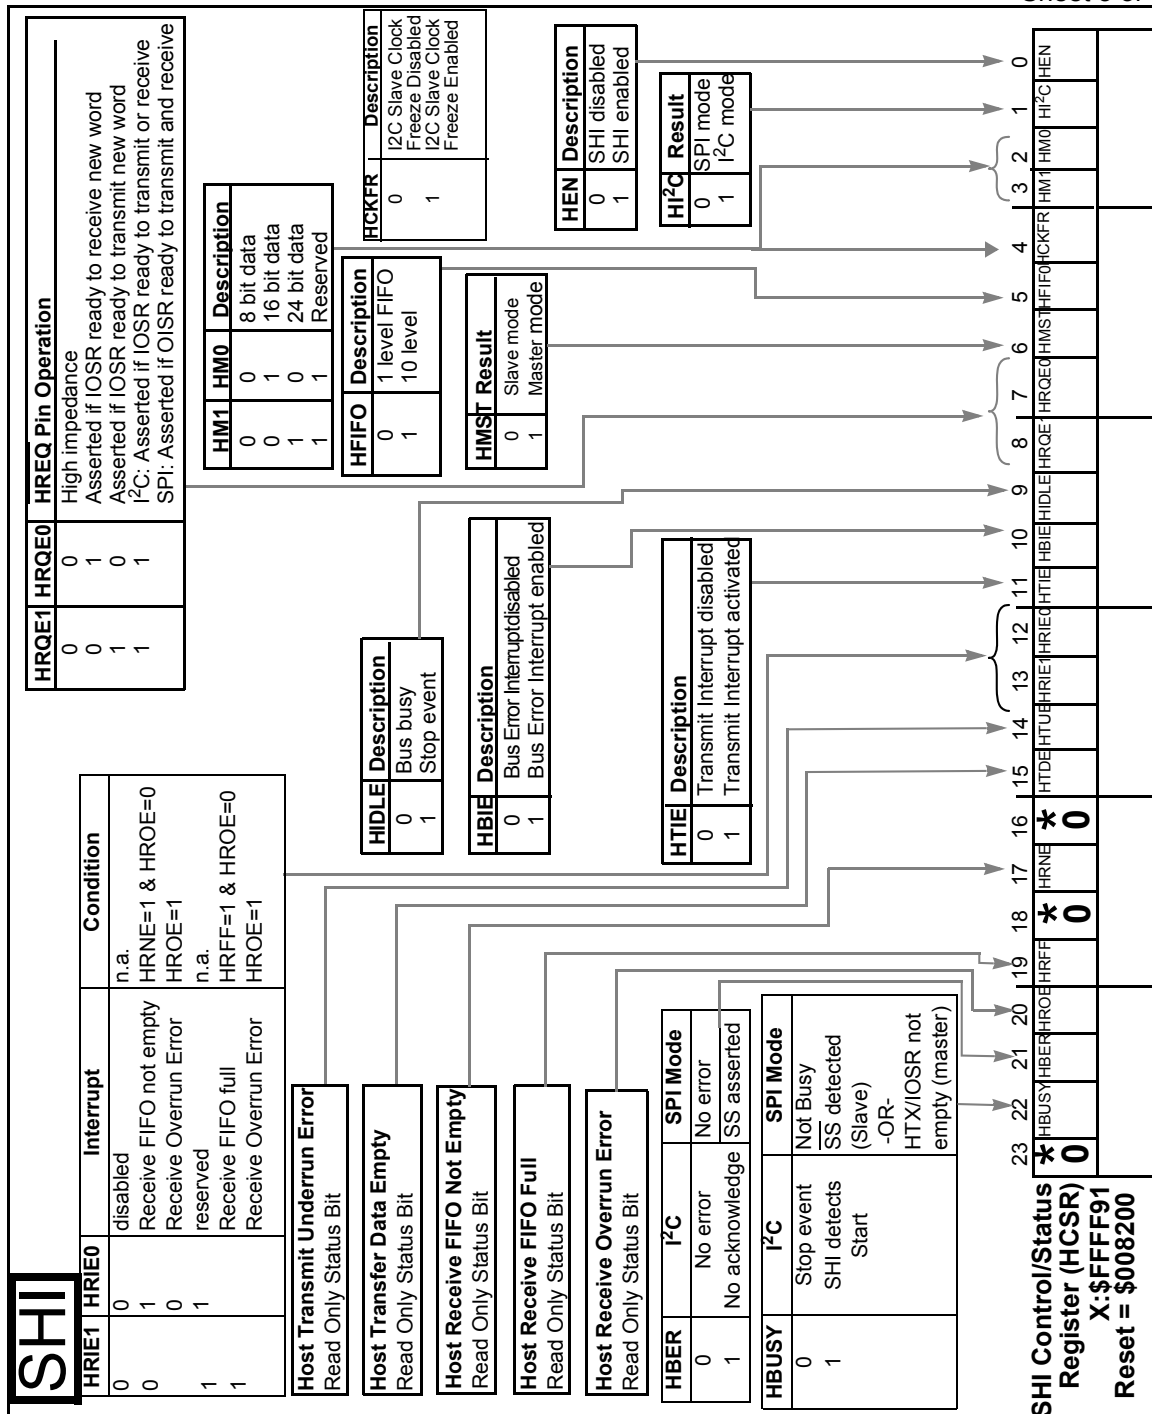 SHI
HRIE1 HRIE0 Interrupt Condition
0 0 disabled n.a.
0 1 Receive FIFO not empty HRNE=1 & HROE=0
0 Receive Overrun Error HROE=1
1 1 reserved n.a.
1 Receive FIFO full HRFF=1 & HROE=0
Receive Overrun Error HROE=1
HRQE1 HRQE0 HREQ Pin Operation
0 0 High impedance
0 1 Asserted if IOSR ready to receive new word
1 0 Asserted if IOSR ready to transmit new word
1 1 I²C: Asserted if IOSR ready to transmit or receive
SPI: Asserted if OISR ready to transmit and receive
Host Transmit Underrun Error
Read Only Status Bit
Host Transfer Data Empty
Read Only Status Bit
Host Receive FIFO Not Empty
Read Only Status Bit
Host Receive FIFO Full
Read Only Status Bit
Host Receive Overrun Error
Read Only Status Bit
HIDLE Description
0 Bus busy
1 Stop event
HBIE Description
0 Bus Error Interruptdisabled
1 Bus Error Interrupt enabled
HTIE Description
0 Transmit Interrupt disabled
1 Transmit Interrupt activated
HM1 HM0 Description
0 0 8 bit data
0 1 16 bit data
1 0 24 bit data
1 1 Reserved
HFIFO Description
0 1 level FIFO
1 10 level
HMST Result
0 Slave mode
1 Master mode
HCKFR Description
0 I2C Slave Clock
Freeze Disabled
1 I2C Slave Clock
Freeze Enabled
HEN Description
0 SHI disabled
1 SHI enabled
HI²C Result
0 SPI mode
1 I²C mode
HBER I²C SPI Mode
0 No error No error
1 No acknowledge SS asserted
HBUSY I²C SPI Mode
0 Stop event Not Busy
1 SHI detects SS detected
Start (Slave)
-OR-
HTX/IOSR not
empty (master)
23 22 21 20 19 18 17 16 15 14 13 12 11 10 9 8 7 6 5 4 3 2 1 0
* HBUSY HBER HROE HRFF * HRNE * HTDE HTUE HRIE1 HRIE0 HTIE HBIE HIDLE HRQE1 HRQE0 HMST HFIF0 HCKFR HM1 HM0 HI²C HEN
0 0 0
SHI Control/Status
Register (HCSR)
X:$FFFF91
Reset = $008200